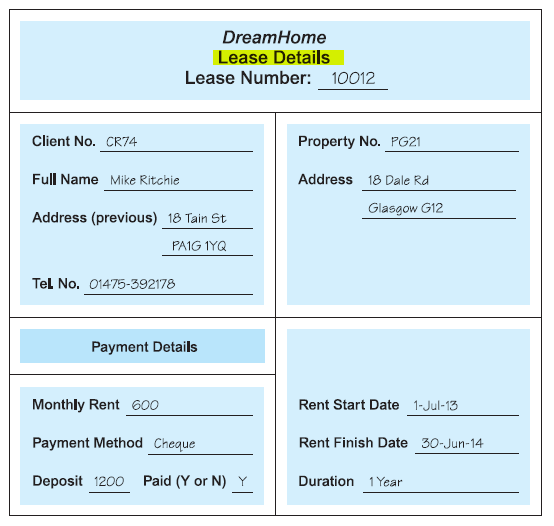 DreamHome
Lease Details
Lease Number: 10012
Client No. CR74
Full Name Mike Ritchie
Address (previous) 18 Tain St
PA1G 1YQ
Tel. No. 01475-392178
Property No. PG21
Address 18 Dale Rd
Glasgow G12
Payment Details
Monthly Rent 600
Payment Method Cheque
Deposit 1200 Paid (Y or N) Y
Rent Start Date 1-Jul-13
Rent Finish Date 30-Jun-14
Duration 1 Year